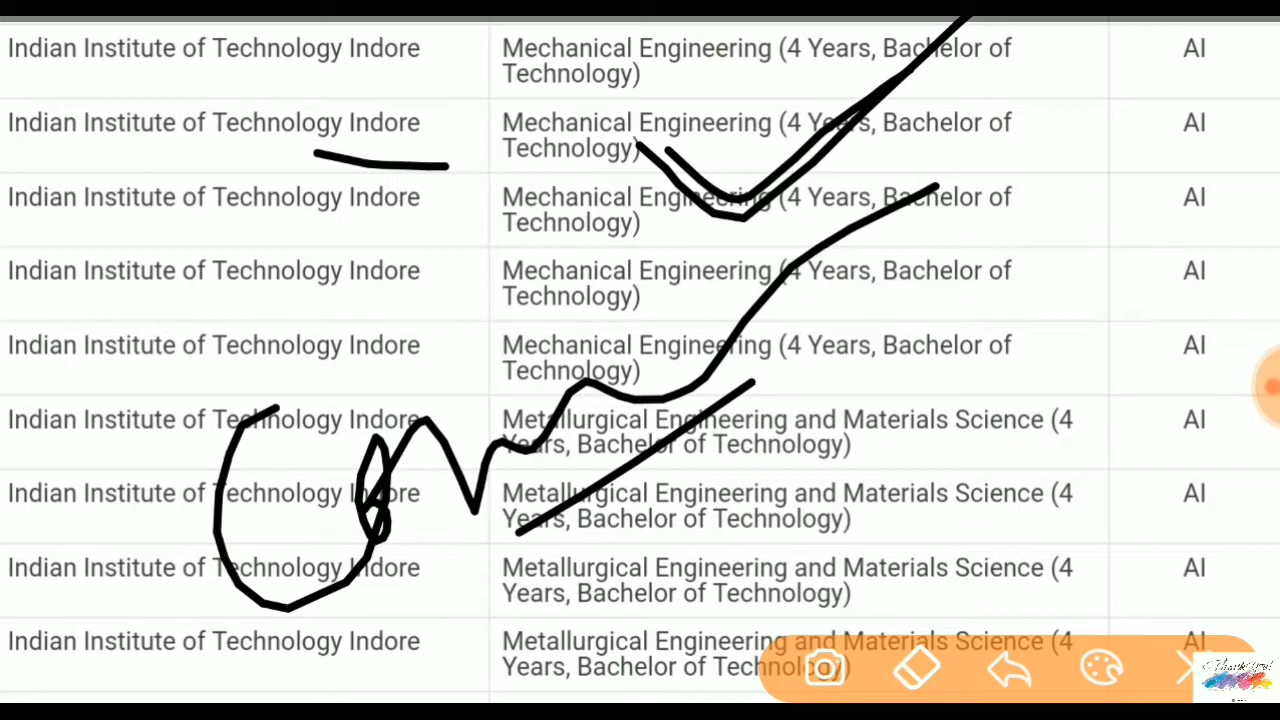 Indian Institute of Technology Indore Mechanical Engineering (4 Years, Bachelor of AI
Technology)
Indian Institute of Technology Indore Mechanical Engineering (4 Years, Bachelor of AI
Technology)
Indian Institute of Technology Indore Mechanical Engineering (4 Years, Bachelor of AI
Technology)
Indian Institute of Technology Indore Mechanical Engineering (4 Years, Bachelor of AI
Technology)
Indian Institute of Technology Indore Mechanical Engineering (4 Years, Bachelor of AI
Technology)
Indian Institute of Technology Indore Metallurgical Engineering and Materials Science (4 AI
Years, Bachelor of Technology)
Indian Institute of Technology Indore Metallurgical Engineering and Materials Science (4 AI
Years, Bachelor of Technology)
Indian Institute of Technology Indore Metallurgical Engineering and Materials Science (4 AI
Years, Bachelor of Technology)
Indian Institute of Technology Indore Metallurgical Engineering and Materials Science (4 AI
Years, Bachelor of Technology)
Thank You!